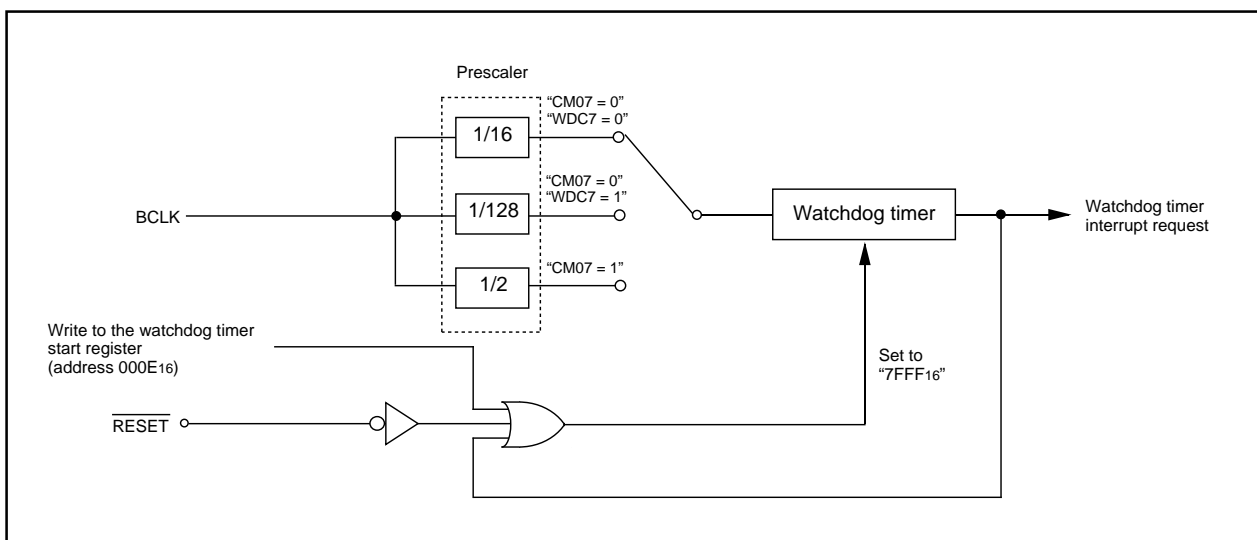 Prescaler
“CM07 = 0”
“WDC7 = 0”
1/16
“CM07 = 0”
“WDC7 = 1”
BCLK
1/128
Watchdog timer
Watchdog timer
interrupt request
“CM07 = 1”
1/2
Write to the watchdog timer
start register
(address 000E16)
Set to
“7FFF16”
RESET